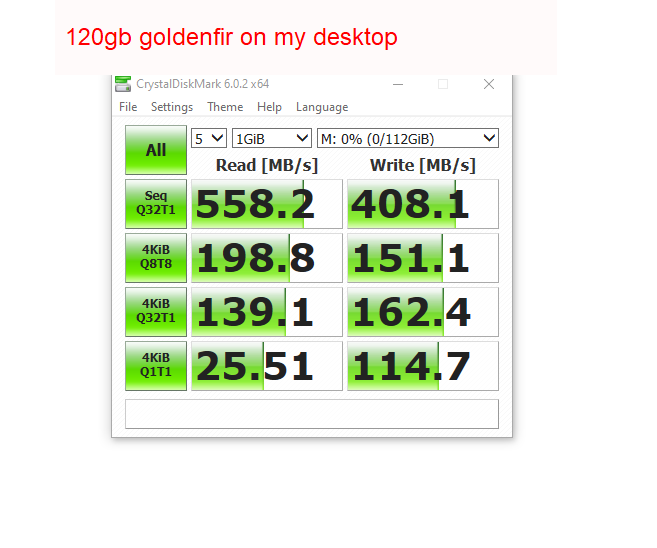 120gb goldenfir on my desktop
CrystalDiskMark 6.0.2 x64
File Settings Theme Help Language
All 5 1GiB M: 0% (0/112GiB)
Read [MB/s] Write [MB/s]
Seq
Q32T1
558.2 408.1
4KiB
Q8T8
198.8 151.1
4KiB
Q32T1
139.1 162.4
4KiB
Q1T1
25.51 114.7